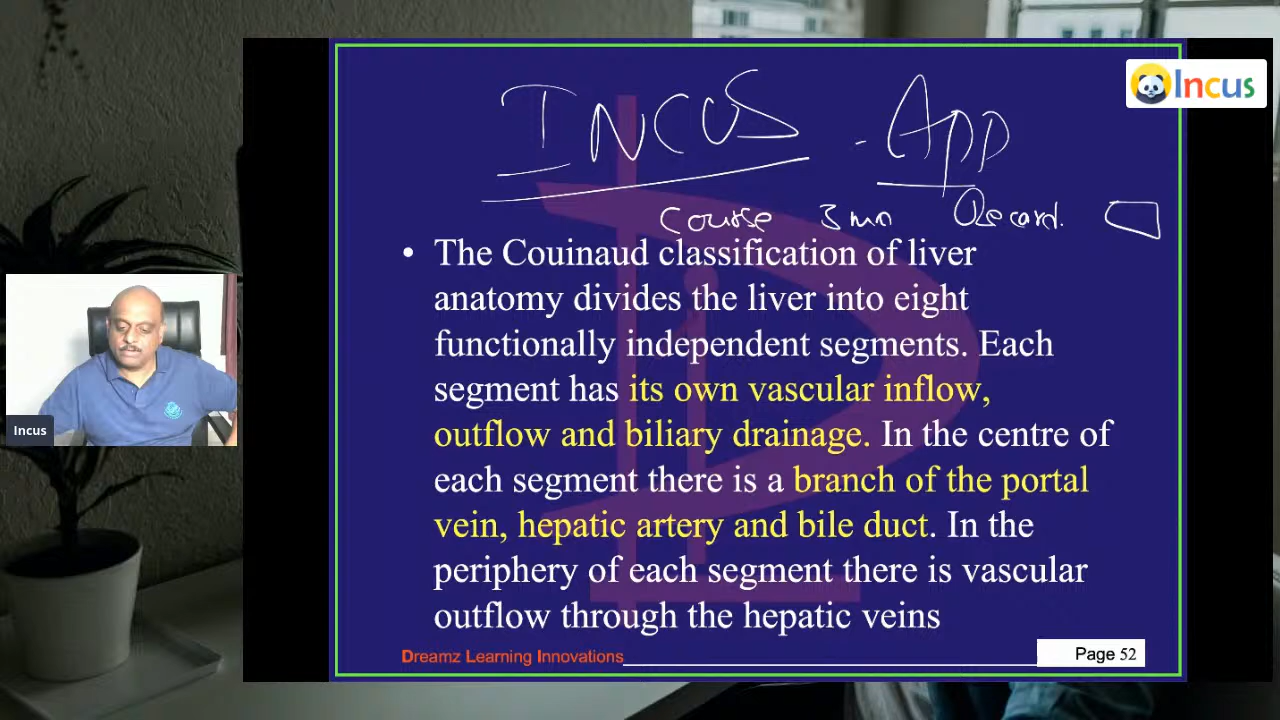 Incus
INCUS . App
Course 3 mn Record.
• The Couinaud classification of liver
anatomy divides the liver into eight
functionally independent segments. Each
segment has its own vascular inflow,
outflow and biliary drainage. In the centre of
each segment there is a branch of the portal
vein, hepatic artery and bile duct. In the
periphery of each segment there is vascular
outflow through the hepatic veins
Incus
Dreamz Learning Innovations
Page 52